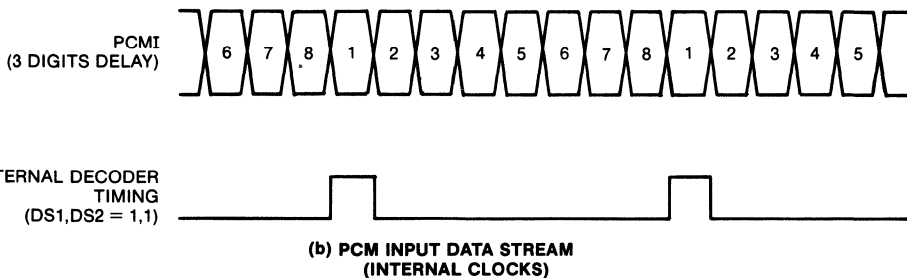 PCMI
(3 DIGITS DELAY)
6 7 8 1 2 3 4 5 6 7 8 1 2 3 4 5
TERNAL DECODER
TIMING
(DS1,DS2 = 1,1)
(b) PCM INPUT DATA STREAM
(INTERNAL CLOCKS)